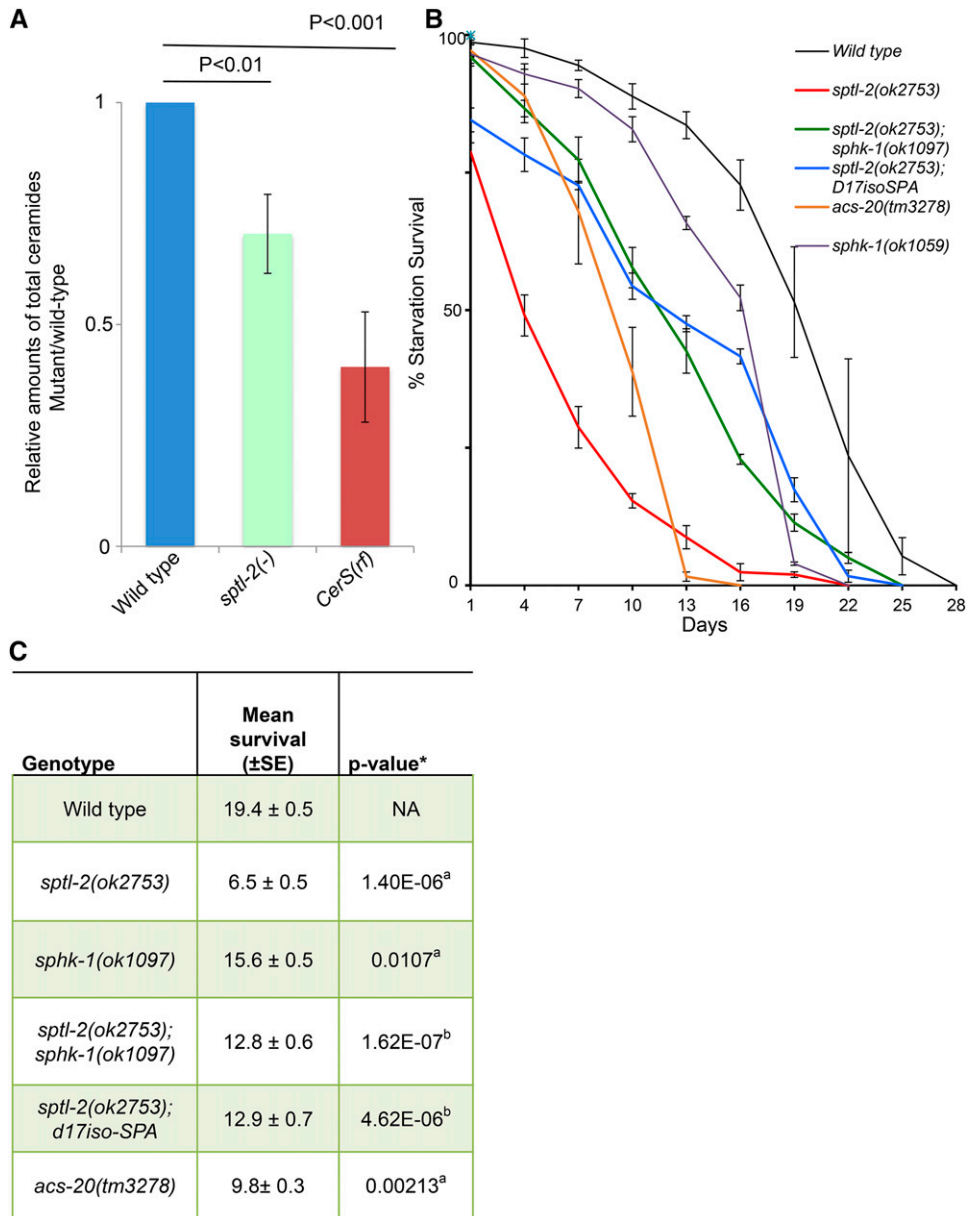 A
P<0.001
P<0.01
1
0.5
0
Relative amounts of total ceramides
Mutant/wild-type
Wild type
sptl-2(-)
CerS(rf)
B
100
50
0
% Starvation Survival
1 4 7 10 13 16 19 22 25 28
Days
Wild type
sptl-2(ok2753)
sptl-2(ok2753);
sphk-1(ok1097)
sptl-2(ok2753);
D17isoSPA
acs-20(tm3278)
sphk-1(ok1059)
C
Genotype Mean survival (±SE) p-value*
Wild type 19.4 ± 0.5 NA
sptl-2(ok2753) 6.5 ± 0.5 1.40E-06a
sphk-1(ok1097) 15.6 ± 0.5 0.0107a
sptl-2(ok2753);
sphk-1(ok1097) 12.8 ± 0.6 1.62E-07b
sptl-2(ok2753);
d17iso-SPA 12.9 ± 0.7 4.62E-06b
acs-20(tm3278) 9.8± 0.3 0.00213a